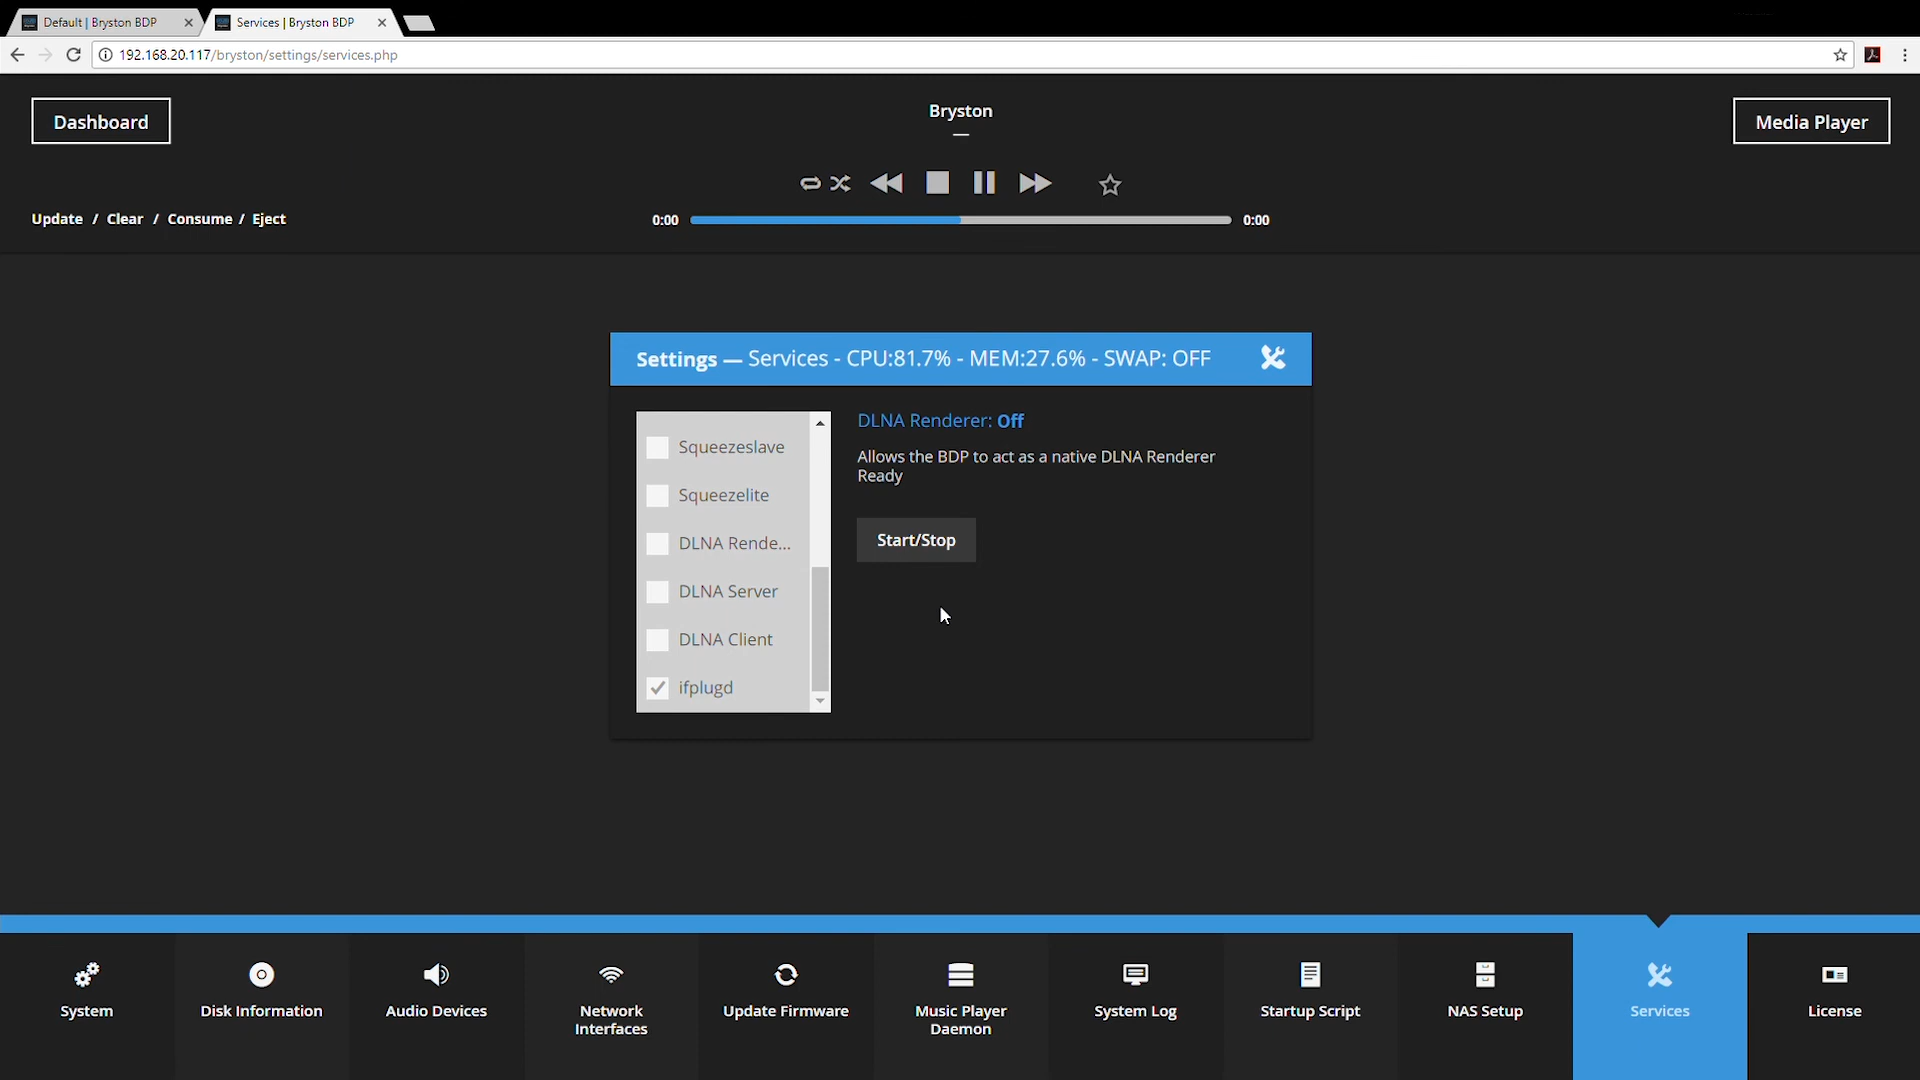 Default | Bryston BDP
Services | Bryston BDP
192.168.20.117/bryston/settings/services.php
Dashboard
Bryston
—
Media Player
Update / Clear / Consume / Eject
0:00
0:00
Settings — Services - CPU:81.7% - MEM:27.6% - SWAP: OFF
Squeezeslave
Squeezelite
DLNA Rende...
DLNA Server
DLNA Client
ifplugd
DLNA Renderer: Off
Allows the BDP to act as a native DLNA Renderer
Ready
Start/Stop
System
Disk Information
Audio Devices
Network
Interfaces
Update Firmware
Music Player
Daemon
System Log
Startup Script
NAS Setup
Services
License